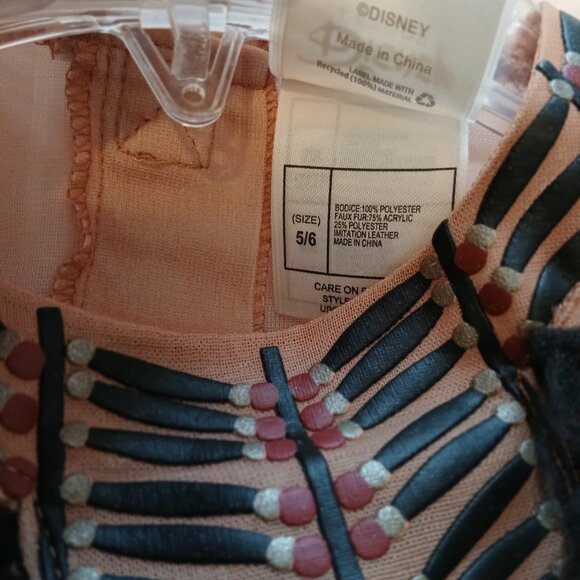 ©DISNEY
Made in China
LABEL MADE WITH
Recycled (100%) MATERIAL
(SIZE)
5/6
BODICE:100% POLYESTER
FAUX FUR:75% ACRYLIC
25% POLYESTER
IMITATION LEATHER
MADE IN CHINA
CARE ON
STYLE